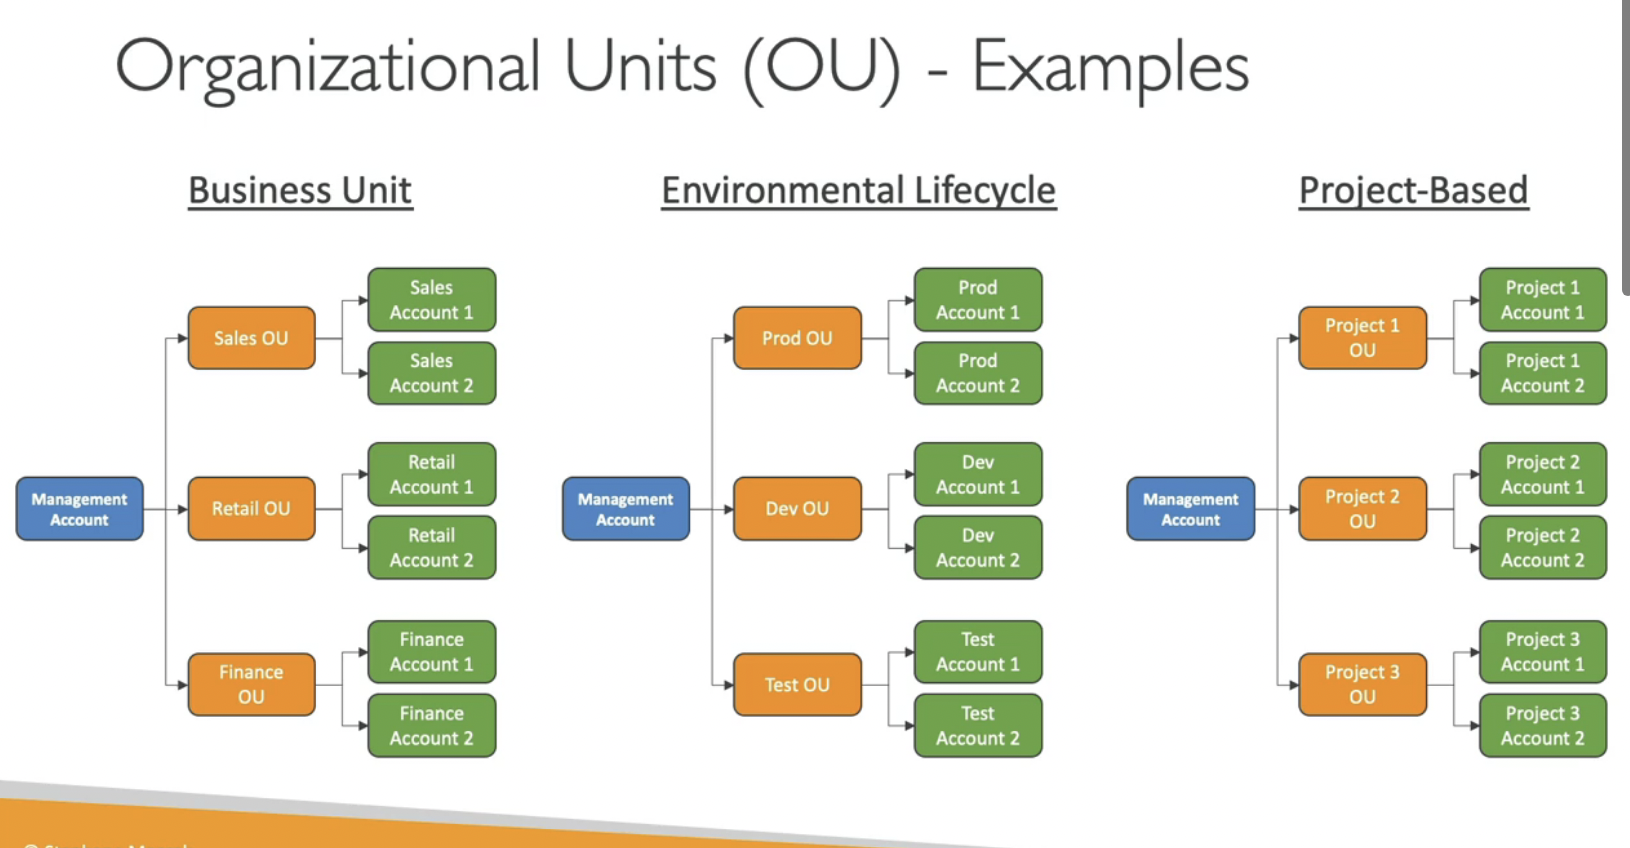 Organizational Units (OU) - Examples
Business Unit
Management
Account
Sales OU
Sales
Account 1
Sales
Account 2
Retail OU
Retail
Account 1
Retail
Account 2
Finance
OU
Finance
Account 1
Finance
Account 2
Environmental Lifecycle
Management
Account
Prod OU
Prod
Account 1
Prod
Account 2
Dev OU
Dev
Account 1
Dev
Account 2
Test OU
Test
Account 1
Test
Account 2
Project-Based
Management
Account
Project 1
OU
Project 1
Account 1
Project 1
Account 2
Project 2
OU
Project 2
Account 1
Project 2
Account 2
Project 3
OU
Project 3
Account 1
Project 3
Account 2